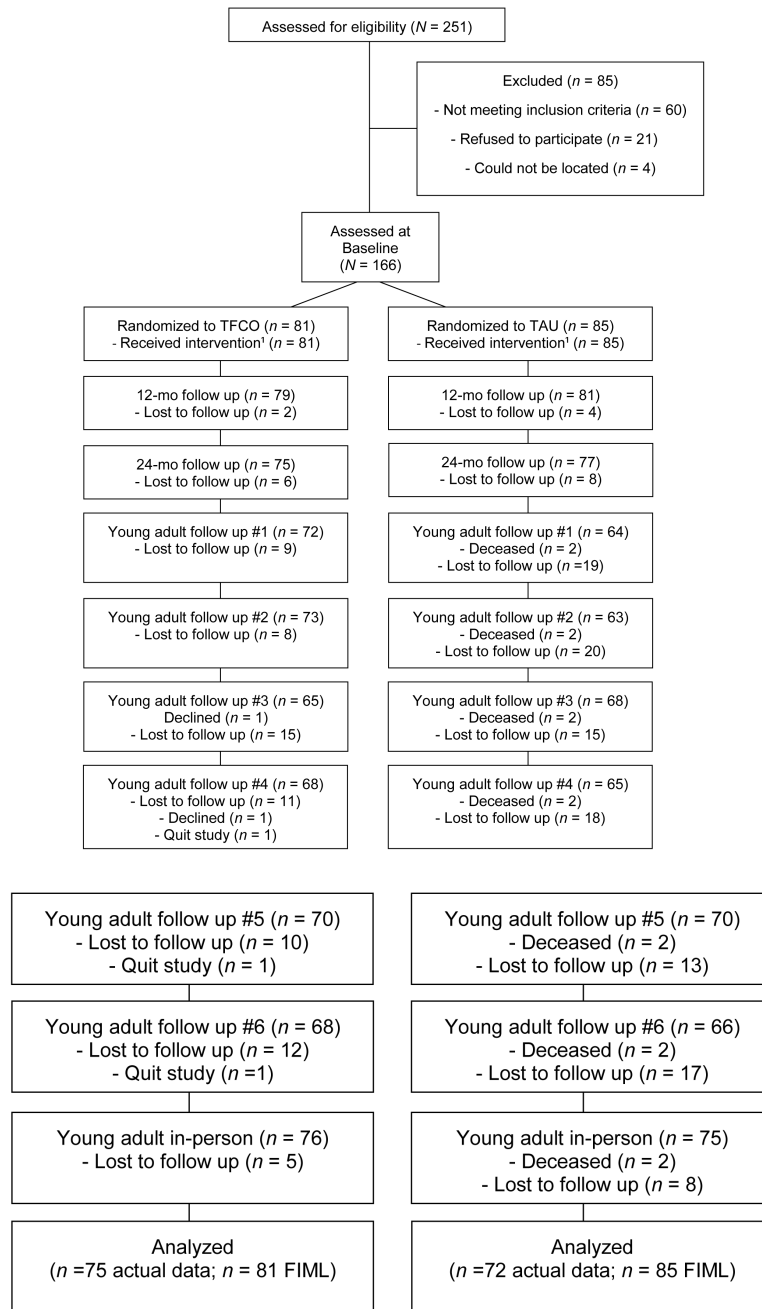 Assessed for eligibility (N = 251)
Excluded (n = 85)
- Not meeting inclusion criteria (n = 60)
- Refused to participate (n = 21)
- Could not be located (n = 4)
Assessed at
Baseline
(N = 166)
Randomized to TFCO (n = 81)
- Received intervention¹ (n = 81)
Randomized to TAU (n = 85)
- Received intervention¹ (n = 85)
12-mo follow up (n = 79)
- Lost to follow up (n = 2)
12-mo follow up (n = 81)
- Lost to follow up (n = 4)
24-mo follow up (n = 75)
- Lost to follow up (n = 6)
24-mo follow up (n = 77)
- Lost to follow up (n = 8)
Young adult follow up #1 (n = 72)
- Lost to follow up (n = 9)
Young adult follow up #1 (n = 64)
- Deceased (n = 2)
- Lost to follow up (n =19)
Young adult follow up #2 (n = 73)
- Lost to follow up (n = 8)
Young adult follow up #2 (n = 63)
- Deceased (n = 2)
- Lost to follow up (n = 20)
Young adult follow up #3 (n = 65)
Declined (n = 1)
- Lost to follow up (n = 15)
Young adult follow up #3 (n = 68)
- Deceased (n = 2)
- Lost to follow up (n = 15)
Young adult follow up #4 (n = 68)
- Lost to follow up (n = 11)
- Declined (n = 1)
- Quit study (n = 1)
Young adult follow up #4 (n = 65)
- Deceased (n = 2)
- Lost to follow up (n = 18)
Young adult follow up #5 (n = 70)
- Lost to follow up (n = 10)
- Quit study (n = 1)
Young adult follow up #5 (n = 70)
- Deceased (n = 2)
- Lost to follow up (n = 13)
Young adult follow up #6 (n = 68)
- Lost to follow up (n = 12)
- Quit study (n =1)
Young adult follow up #6 (n = 66)
- Deceased (n = 2)
- Lost to follow up (n = 17)
Young adult in-person (n = 76)
- Lost to follow up (n = 5)
Young adult in-person (n = 75)
- Deceased (n = 2)
- Lost to follow up (n = 8)
Analyzed
(n =75 actual data; n = 81 FIML)
Analyzed
(n =72 actual data; n = 85 FIML)